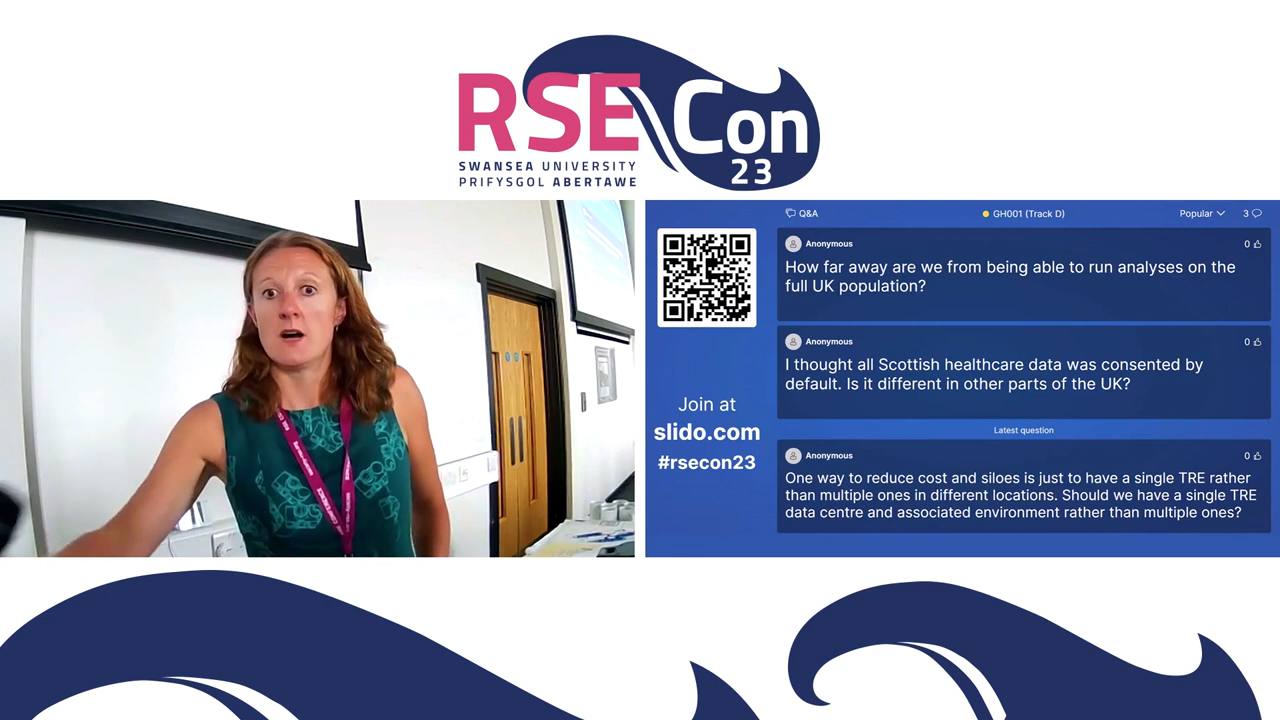 RSE Con
23
SWANSEA UNIVERSITY
PRIFYSGOL ABERTAWE
Q&A
GH001 (Track D)
Popular
3
Anonymous
0
How far away are we from being able to run analyses on the
full UK population?
Anonymous
0
I thought all Scottish healthcare data was consented by
default. Is it different in other parts of the UK?
Latest question
Anonymous
0
One way to reduce cost and siloes is just to have a single TRE rather
than multiple ones in different locations. Should we have a single TRE
data centre and associated environment rather than multiple ones?
Join at
slido.com
#rsecon23